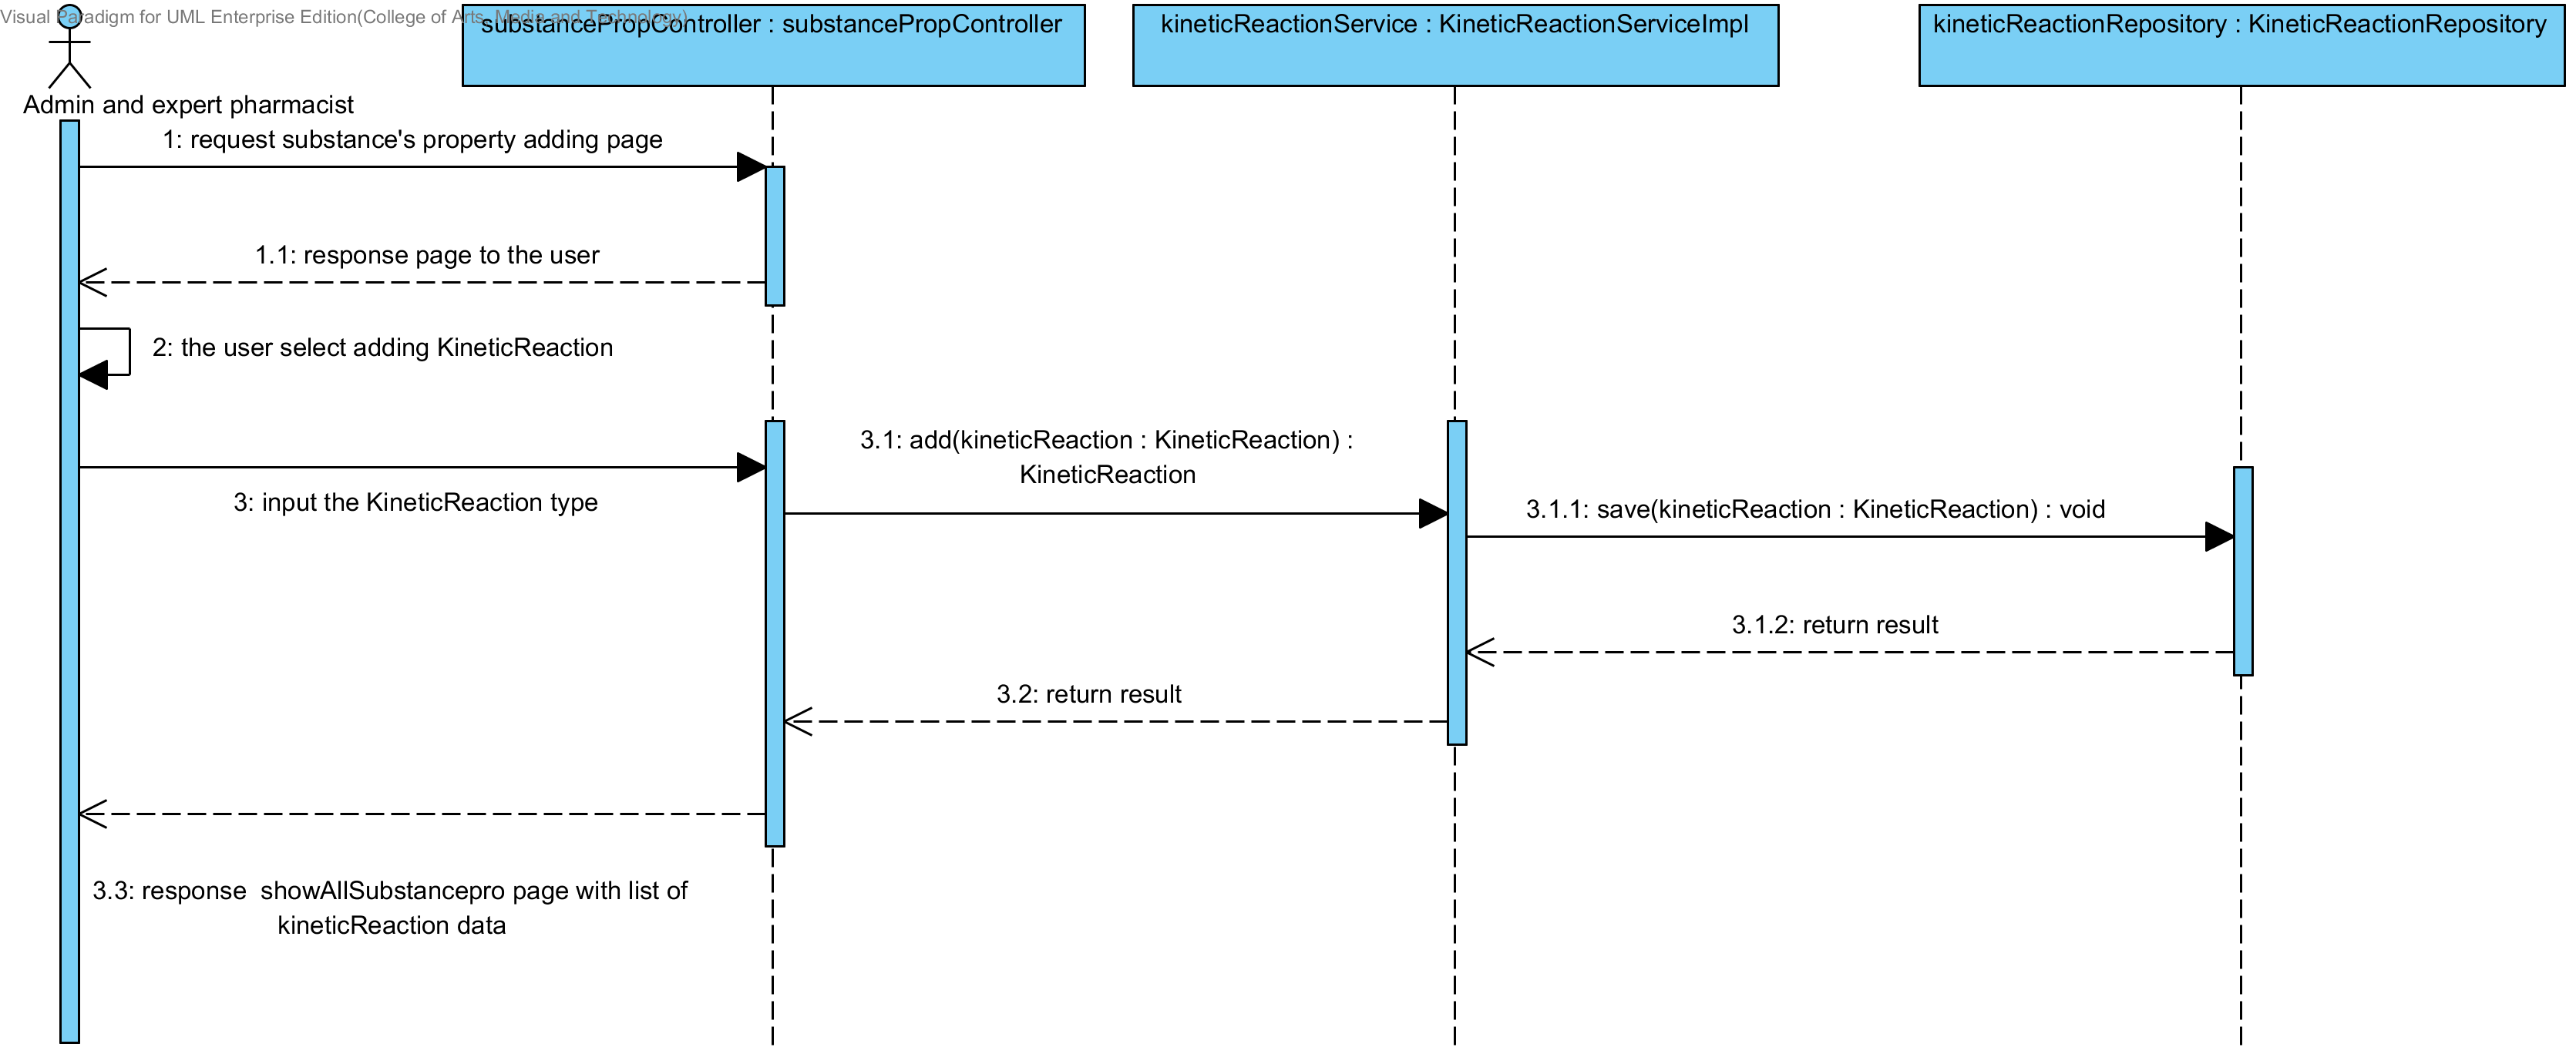 Visual Paradigm for UML Enterprise Edition(College of Arts, Media and Technology)
substancePropController : substancePropController
kineticReactionService : KineticReactionServiceImpl
kineticReactionRepository : KineticReactionRepository
Admin and expert pharmacist
1: request substance's property adding page
1.1: response page to the user
2: the user select adding KineticReaction
3.1: add(kineticReaction : KineticReaction) :
KineticReaction
3: input the KineticReaction type
3.1.1: save(kineticReaction : KineticReaction) : void
3.1.2: return result
3.2: return result
3.3: response  showAllSubstancepro page with list of
kineticReaction data